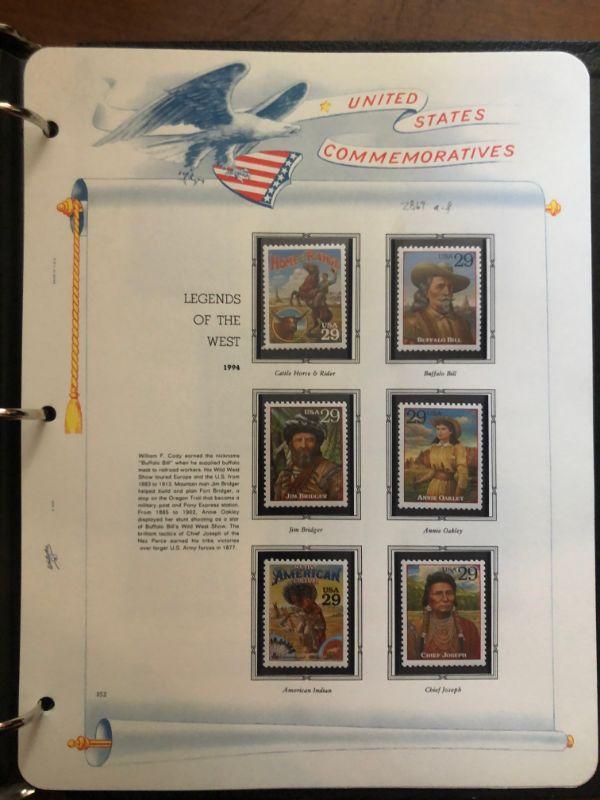 UNITED
STATES
COMMEMORATIVES
2869 a-f
LEGENDS
OF THE
WEST
1994
HOME ON THE RANGE
USA
29
Cattle Horse & Rider
USA 29
BUFFALO BILL
Buffalo Bill
William F. Cody earned the nickname
"Buffalo Bill" when he supplied buffalo
meat to railroad workers. His Wild West
Show toured Europe and the U.S. from
1883 to 1913. Mountain man Jim Bridger
helped build and plan Fort Bridger, a
stop on the Oregon Trail that became a
military post and Pony Express station.
From 1885 to 1902, Annie Oakley
displayed her stunt shooting as a star
of Buffalo Bill's Wild West Show. The
brilliant tactics of Chief Joseph of the
Nez Perce earned his tribe victories
over larger U.S. Army forces in 1877.
USA 29
JIM BRIDGER
Jim Bridger
29 USA
ANNIE OAKLEY
Annie Oakley
NATIVE
AMERICAN
CULTURE
USA
29
American Indian
USA 29
CHIEF JOSEPH
Chief Joseph
352